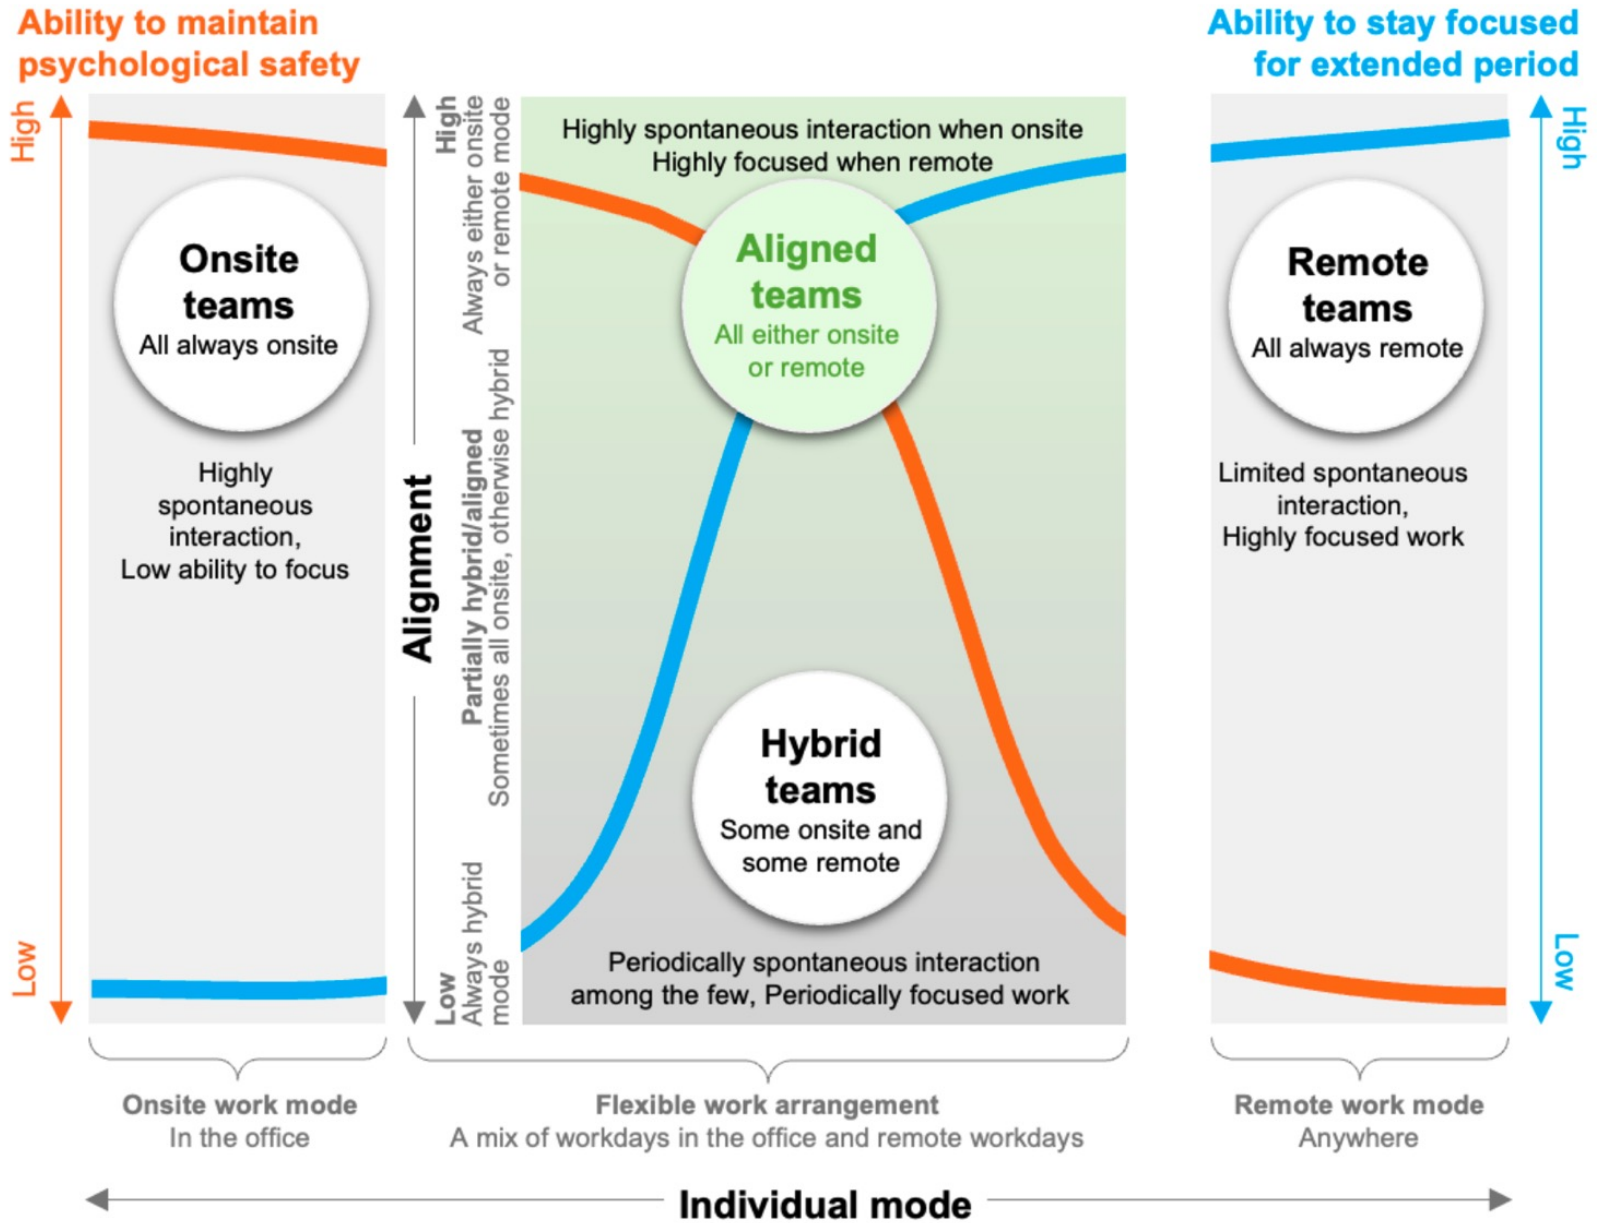 Ability to maintain
psychological safety
Ability to stay focused
for extended period
High
Low
Onsite
teams
All always onsite
Highly
spontaneous
interaction,
Low ability to focus
Alignment
High
Always either onsite
or remote mode
Partially hybrid/aligned
Sometimes all onsite, otherwise hybrid
Low
Always hybrid
mode
Highly spontaneous interaction when onsite
Highly focused when remote
Aligned
teams
All either onsite
or remote
Hybrid
teams
Some onsite and
some remote
Periodically spontaneous interaction
among the few, Periodically focused work
Remote
teams
All always remote
Limited spontaneous
interaction,
Highly focused work
High
Low
Onsite work mode
In the office
Flexible work arrangement
A mix of workdays in the office and remote workdays
Remote work mode
Anywhere
Individual mode